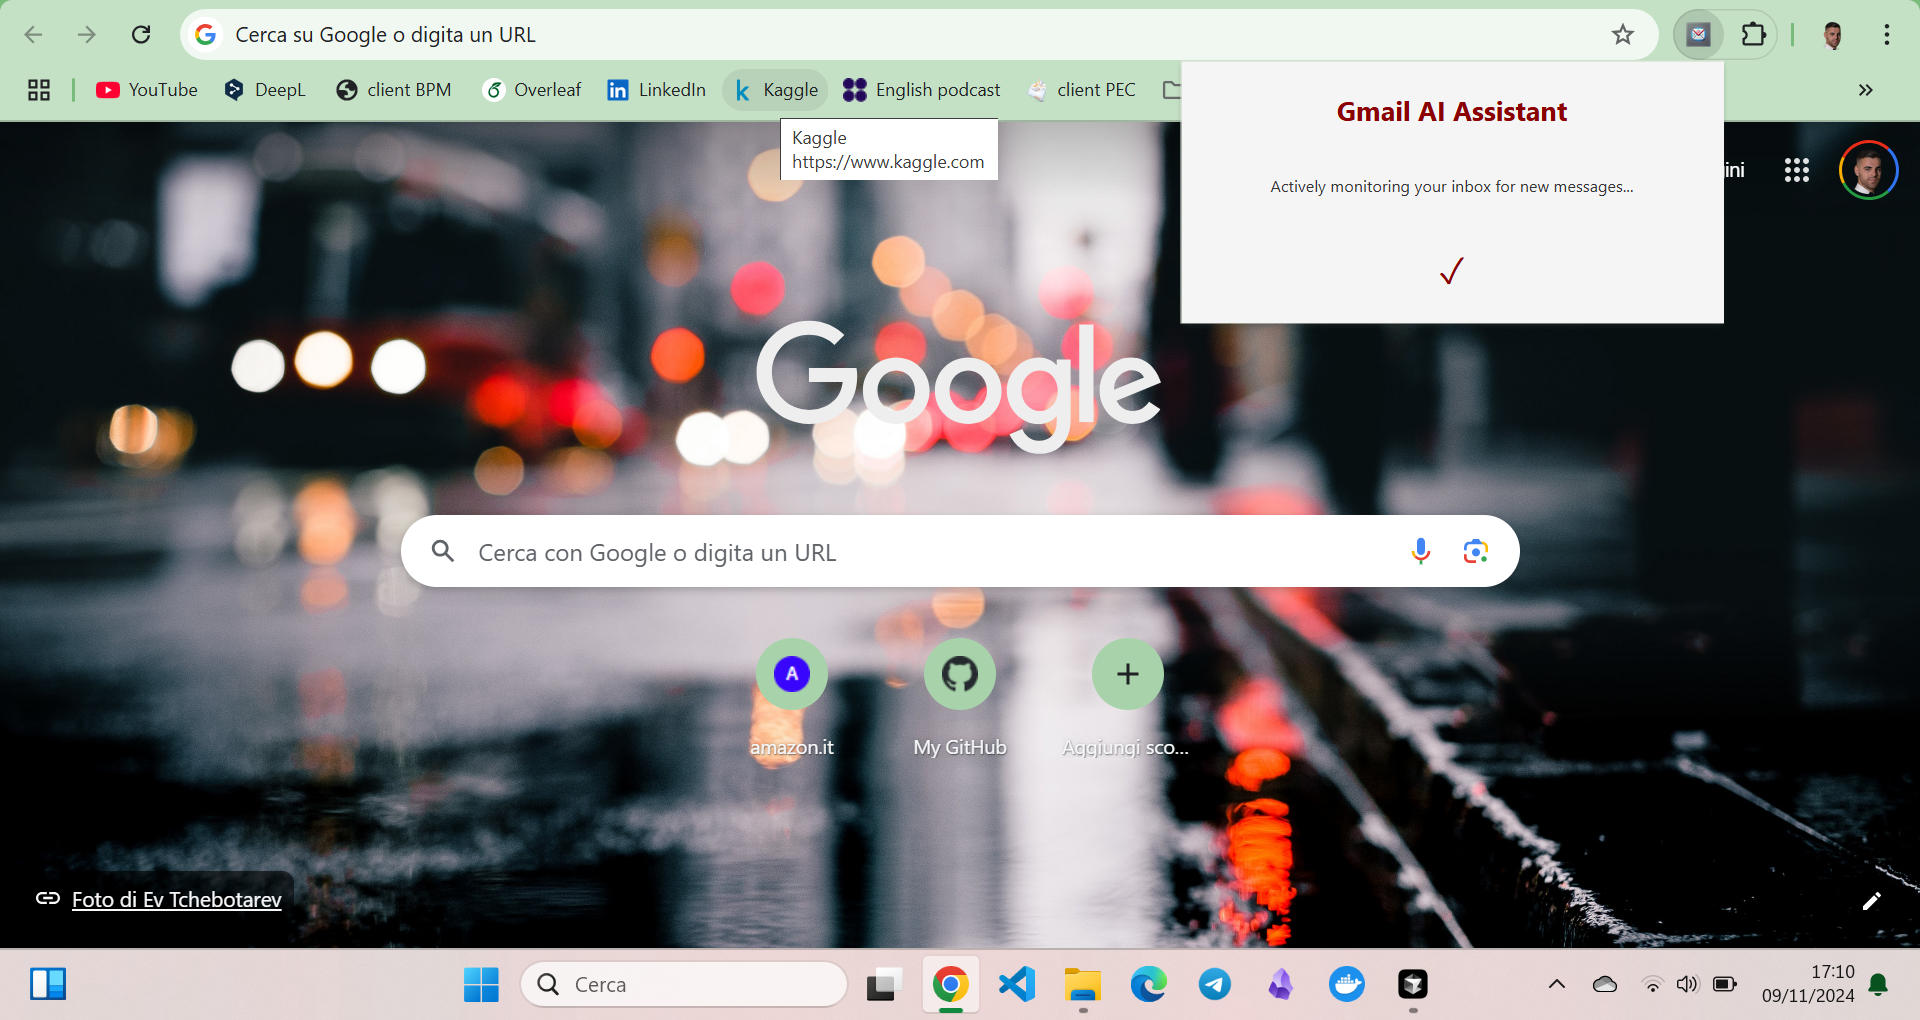 Cerca su Google o digita un URL
YouTube
DeepL
client BPM
Overleaf
LinkedIn
Kaggle
English podcast
client PEC
Kaggle
https://www.kaggle.com
Gmail AI Assistant
Actively monitoring your inbox for new messages...
ini
Google
Cerca con Google o digita un URL
A
amazon.it
My GitHub
Aggiungi sco...
Foto di Ev Tchebotarev
Cerca
17:10
09/11/2024